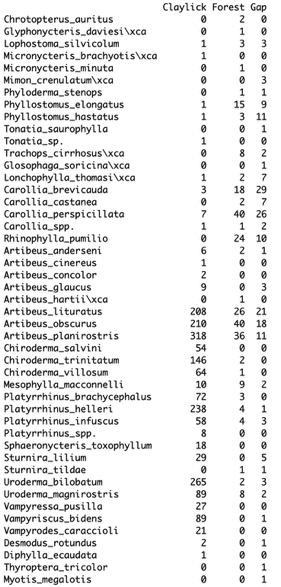 Claylick Forest Gap
Chrotopterus_auritus 0 2 0
Glyphonycteris_daviesi\xca 0 1 0
Lophostoma_silvicolum 1 3 3
Micronycteris_brachyotis\xca 1 0 0
Micronycteris_minuta 0 1 0
Mimon_crenulatum\xca 0 0 3
Phyloderma_stenops 0 1 1
Phyllostomus_elongatus 1 15 9
Phyllostomus_hastatus 1 3 11
Tonatia_saurophylla 0 0 1
Tonatia_sp. 1 0 0
Trachops_cirrhosus\xca 0 8 2
Glosophaga_soricina\xca 0 0 1
Lonchophylla_thomasi\xca 1 2 7
Carollia_brevicauda 3 18 29
Carollia_castanea 0 2 7
Carollia_perspicillata 7 40 26
Carollia_spp. 1 1 2
Rhinophylla_pumilio 0 24 10
Artibeus_anderseni 6 2 1
Artibeus_cinereus 1 0 0
Artibeus_concolor 2 0 0
Artibeus_glaucus 9 0 3
Artibeus_hartii\xca 0 1 0
Artibeus_lituratus 208 26 21
Artibeus_obscurus 210 40 18
Artibeus_planirostris 318 36 11
Chiroderma_salvini 54 0 0
Chiroderma_trinitatum 146 2 0
Chiroderma_villosum 64 1 0
Mesophylla_macconnelli 10 9 2
Platyrrhinus_brachycephalus 72 3 0
Platyrrhinus_helleri 238 4 1
Platyrrhinus_infuscus 58 4 3
Platyrrhinus_spp. 8 0 0
Sphaeronycteris_toxophyllum 18 0 0
Sturnira_lilium 29 0 5
Sturnira_tildae 0 1 1
Uroderma_bilobatum 265 2 3
Uroderma_magnirostris 89 8 2
Vampyressa_pusilla 27 0 0
Vampyriscus_bidens 89 0 1
Vampyrodes_caraccioli 21 0 0
Desmodus_rotundus 2 0 1
Diphylla_ecaudata 1 0 0
Thyroptera_tricolor 0 0 1
Myotis_megalotis 0 0 1